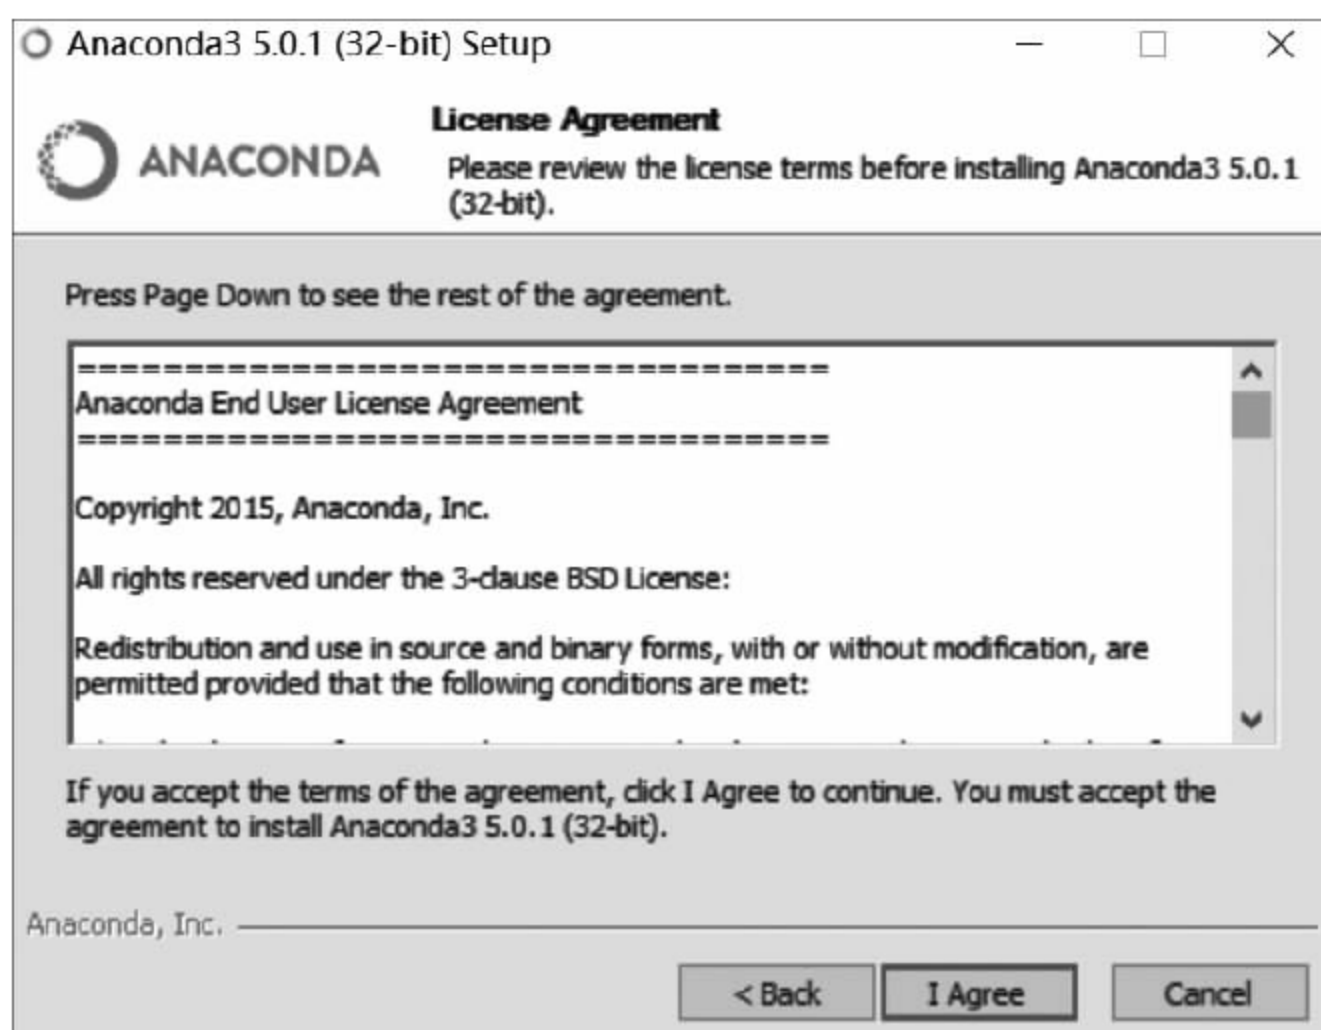 Anaconda3 5.0.1 (32-bit) Setup
ANACONDA
License Agreement
Please review the license terms before installing Anaconda3 5.0.1
(32-bit).
Press Page Down to see the rest of the agreement.
===================================
Anaconda End User License Agreement
===================================
Copyright 2015, Anaconda, Inc.
All rights reserved under the 3-clause BSD License:
Redistribution and use in source and binary forms, with or without modification, are
permitted provided that the following conditions are met:
If you accept the terms of the agreement, click I Agree to continue. You must accept the
agreement to install Anaconda3 5.0.1 (32-bit).
Anaconda, Inc.
< Back
I Agree
Cancel